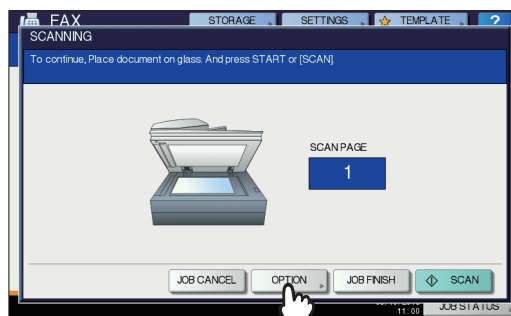 FAX
STORAGE
SETTINGS
TEMPLATE
?
SCANNING
To continue, Place document on glass. And press START or [SCAN].
SCAN PAGE
1
JOB CANCEL
OPTION
JOB FINISH
SCAN
11:00
JOB STATUS